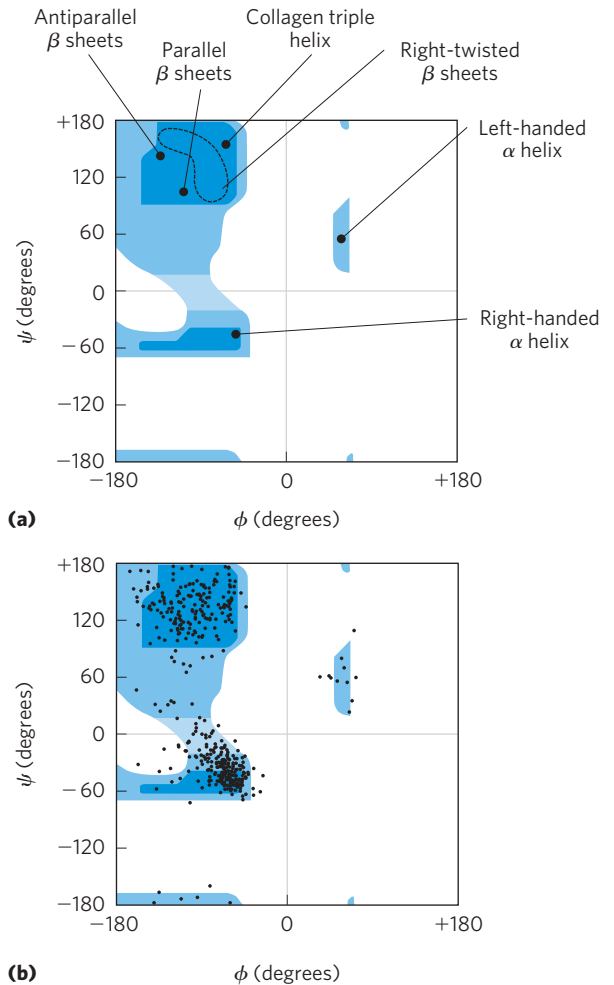 Antiparallel
β sheets
Parallel
β sheets
Collagen triple
helix
Right-twisted
β sheets
Left-handed
α helix
Right-handed
α helix
+180
120
60
0
−60
−120
−180
ψ (degrees)
−180
0
+180
(a)
ϕ (degrees)
+180
120
60
0
−60
−120
−180
ψ (degrees)
−180
0
+180
(b)
ϕ (degrees)